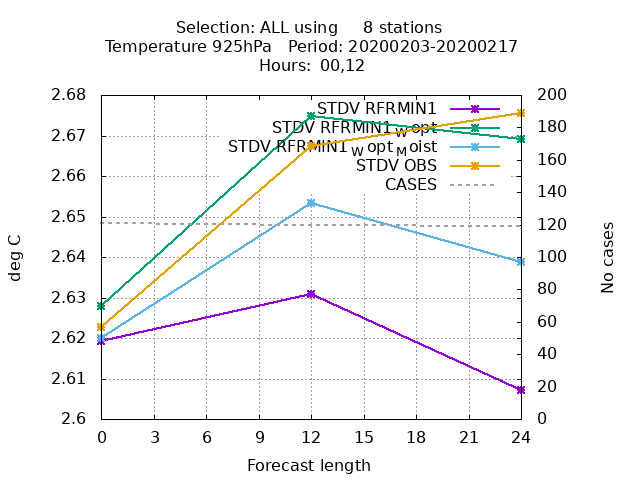 Selection: ALL using     8 stations
Temperature 925hPa   Period: 20200203-20200217
Hours:  00,12
2.68
2.67
2.66
2.65
2.64
2.63
2.62
2.61
2.6
deg C
STDV RFRMIN1
STDV RFRMIN1Wopt
STDV RFRMIN1WoptMoist
STDV OBS
CASES
200
180
160
140
120
100
80
60
40
20
0
No cases
0 3 6 9 12 15 18 21 24
Forecast length